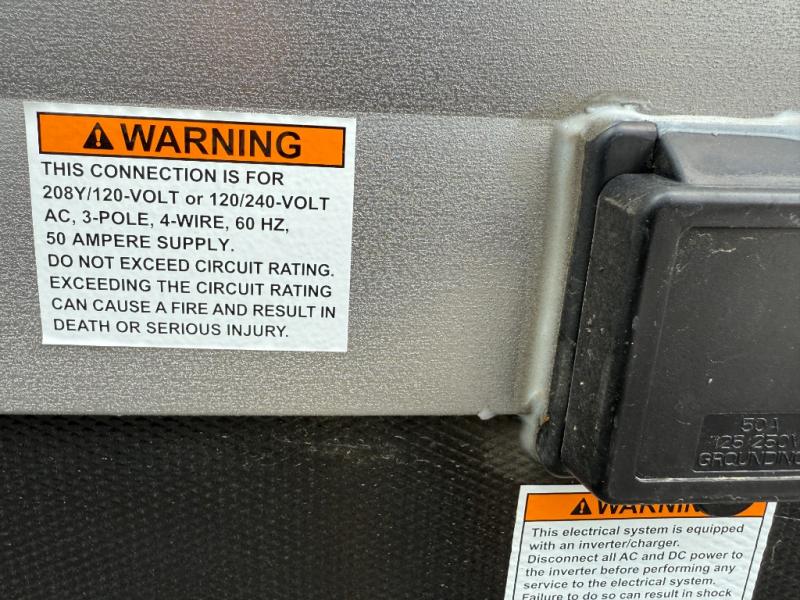 WARNING
THIS CONNECTION IS FOR
208Y/120-VOLT or 120/240-VOLT
AC, 3-POLE, 4-WIRE, 60 HZ,
50 AMPERE SUPPLY.
DO NOT EXCEED CIRCUIT RATING.
EXCEEDING THE CIRCUIT RATING
CAN CAUSE A FIRE AND RESULT IN
DEATH OR SERIOUS INJURY.
50A
125/250V
GROUNDING
WARNING
This electrical system is equipped
with an inverter/charger.
Disconnect all AC and DC power to
the inverter before performing any
service to the electrical system.
Failure to do so can result in shock